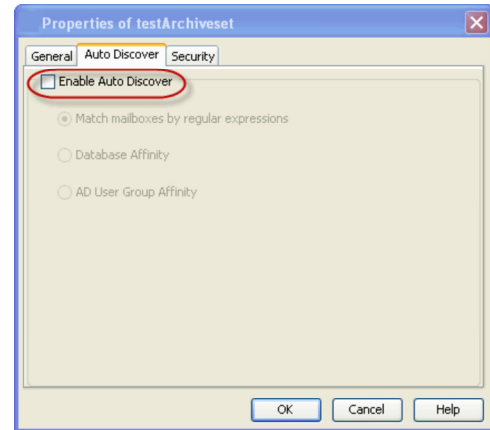 Properties of testArchiveset
General Auto Discover Security
Enable Auto Discover
Match mailboxes by regular expressions
Database Affinity
AD User Group Affinity
OK Cancel Help